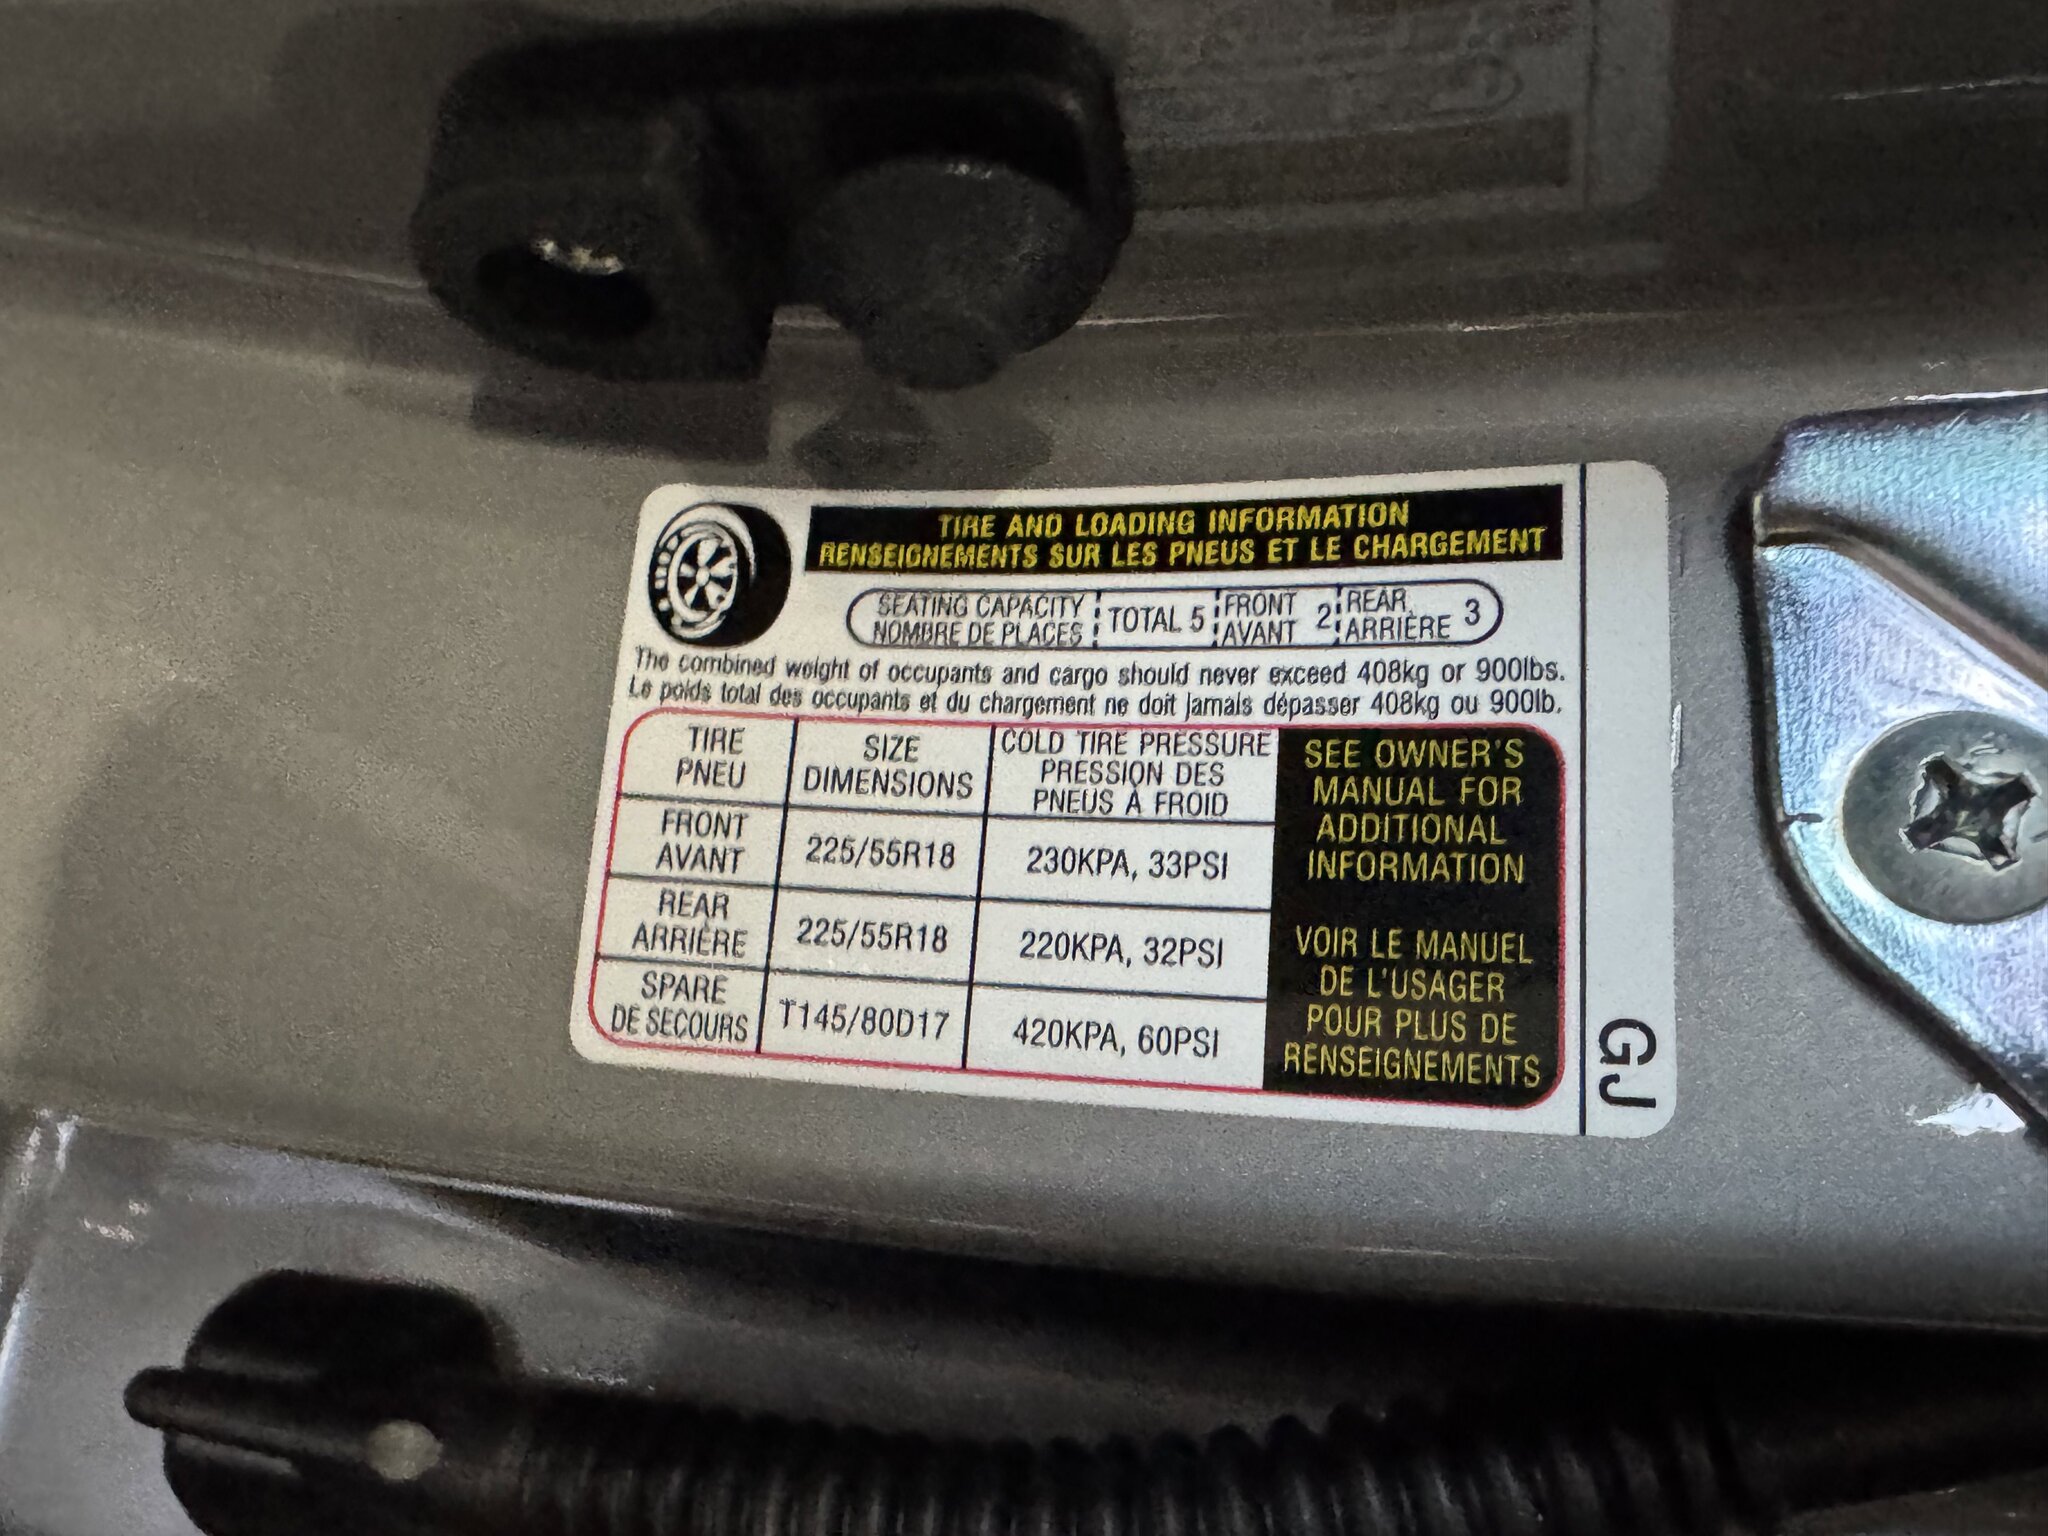 TIRE AND LOADING INFORMATION
RENSEIGNEMENTS SUR LES PNEUS ET LE CHARGEMENT
SEATING CAPACITY
NOMBRE DE PLACES
TOTAL 5
FRONT
AVANT 2
REAR
ARRIÈRE 3
The combined weight of occupants and cargo should never exceed 408kg or 900lbs.
Le poids total des occupants et du chargement ne doit jamais dépasser 408kg ou 900lb.
TIRE
PNEU
SIZE
DIMENSIONS
COLD TIRE PRESSURE
PRESSION DES
PNEUS À FROID
FRONT
AVANT
225/55R18
230KPA, 33PSI
REAR
ARRIÈRE
225/55R18
220KPA, 32PSI
SPARE
DE SECOURS
T145/80D17
420KPA, 60PSI
SEE OWNER'S
MANUAL FOR
ADDITIONAL
INFORMATION
VOIR LE MANUEL
DE L'USAGER
POUR PLUS DE
RENSEIGNEMENTS
GJ